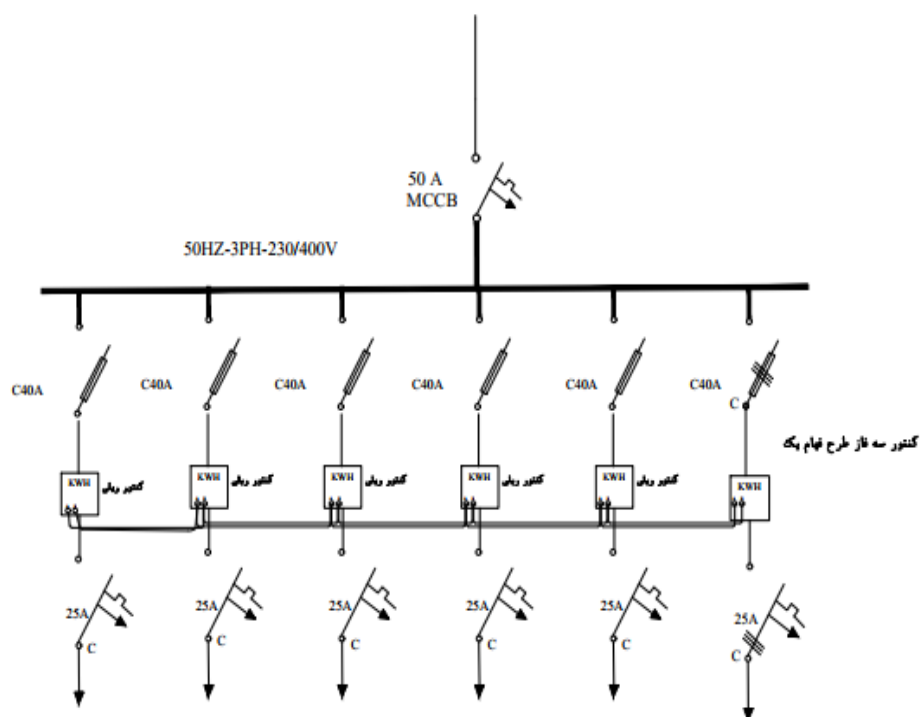 50 A
MCCB
50HZ-3PH-230/400V
C40A
C40A
C40A
C40A
C40A
C40A
C
کنتور سه فاز طرح فهام یک
KWH
کنتور ریلی
KWH
کنتور ریلی
KWH
کنتور ریلی
KWH
کنتور ریلی
KWH
کنتور ریلی
KWH
25A
25A
25A
25A
25A
25A
C
C
C
C
C
C